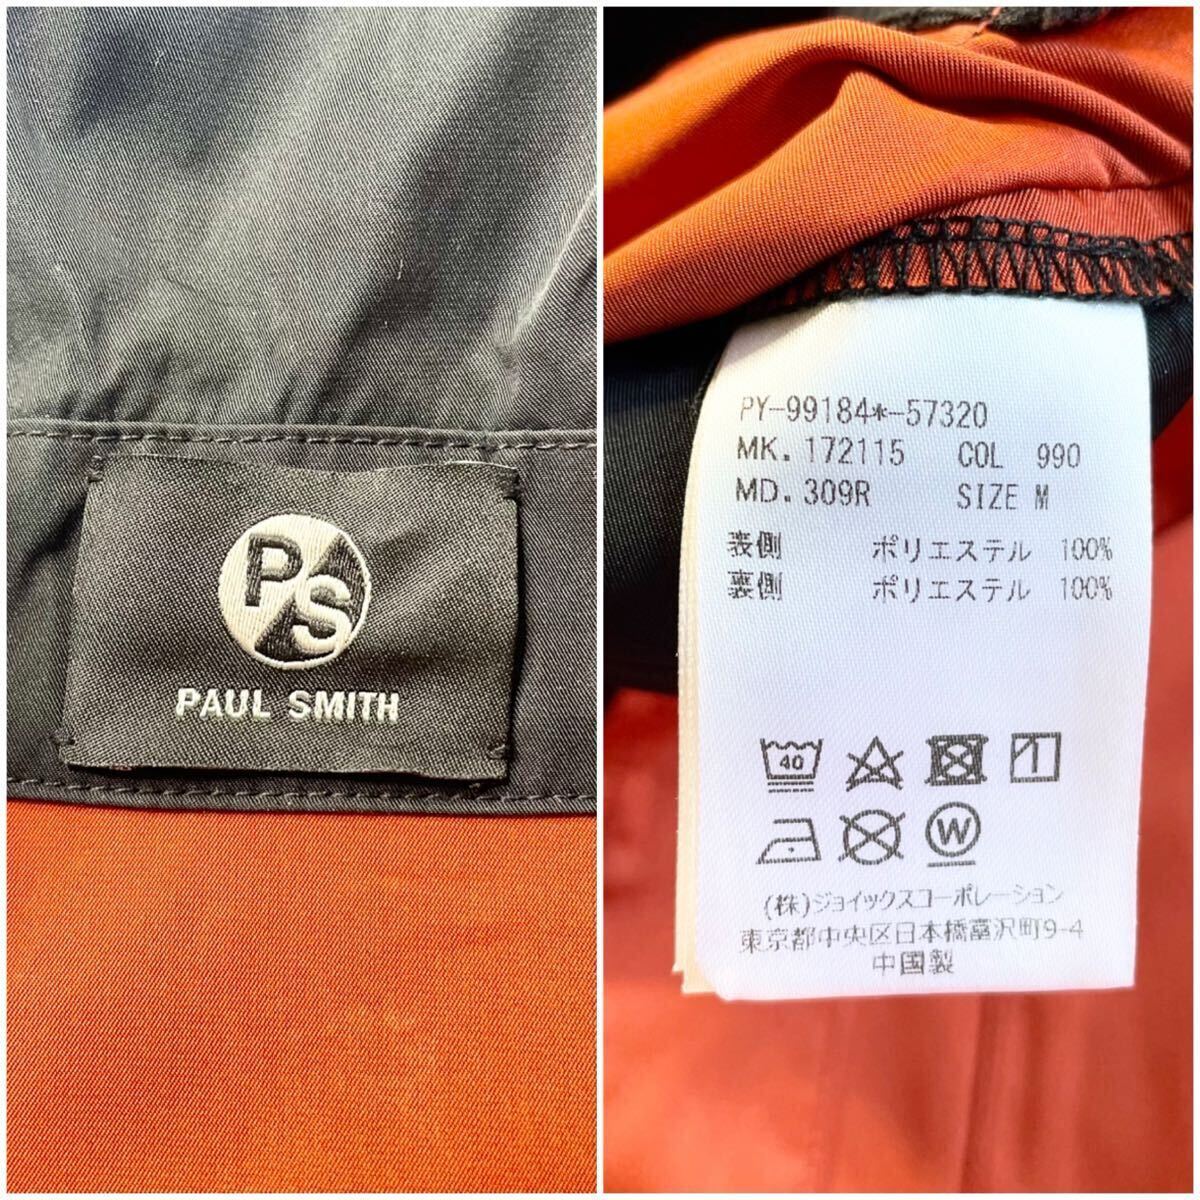 PS
PAUL SMITH
PY-99184*-57320
MK. 172115 COL 990
MD. 309R SIZE M
表側 ポリエステル 100%
裏側 ポリエステル 100%
40
W
(株)ジョイックスコーポレーション
東京都中央区日本橋富沢町9-4
中国製